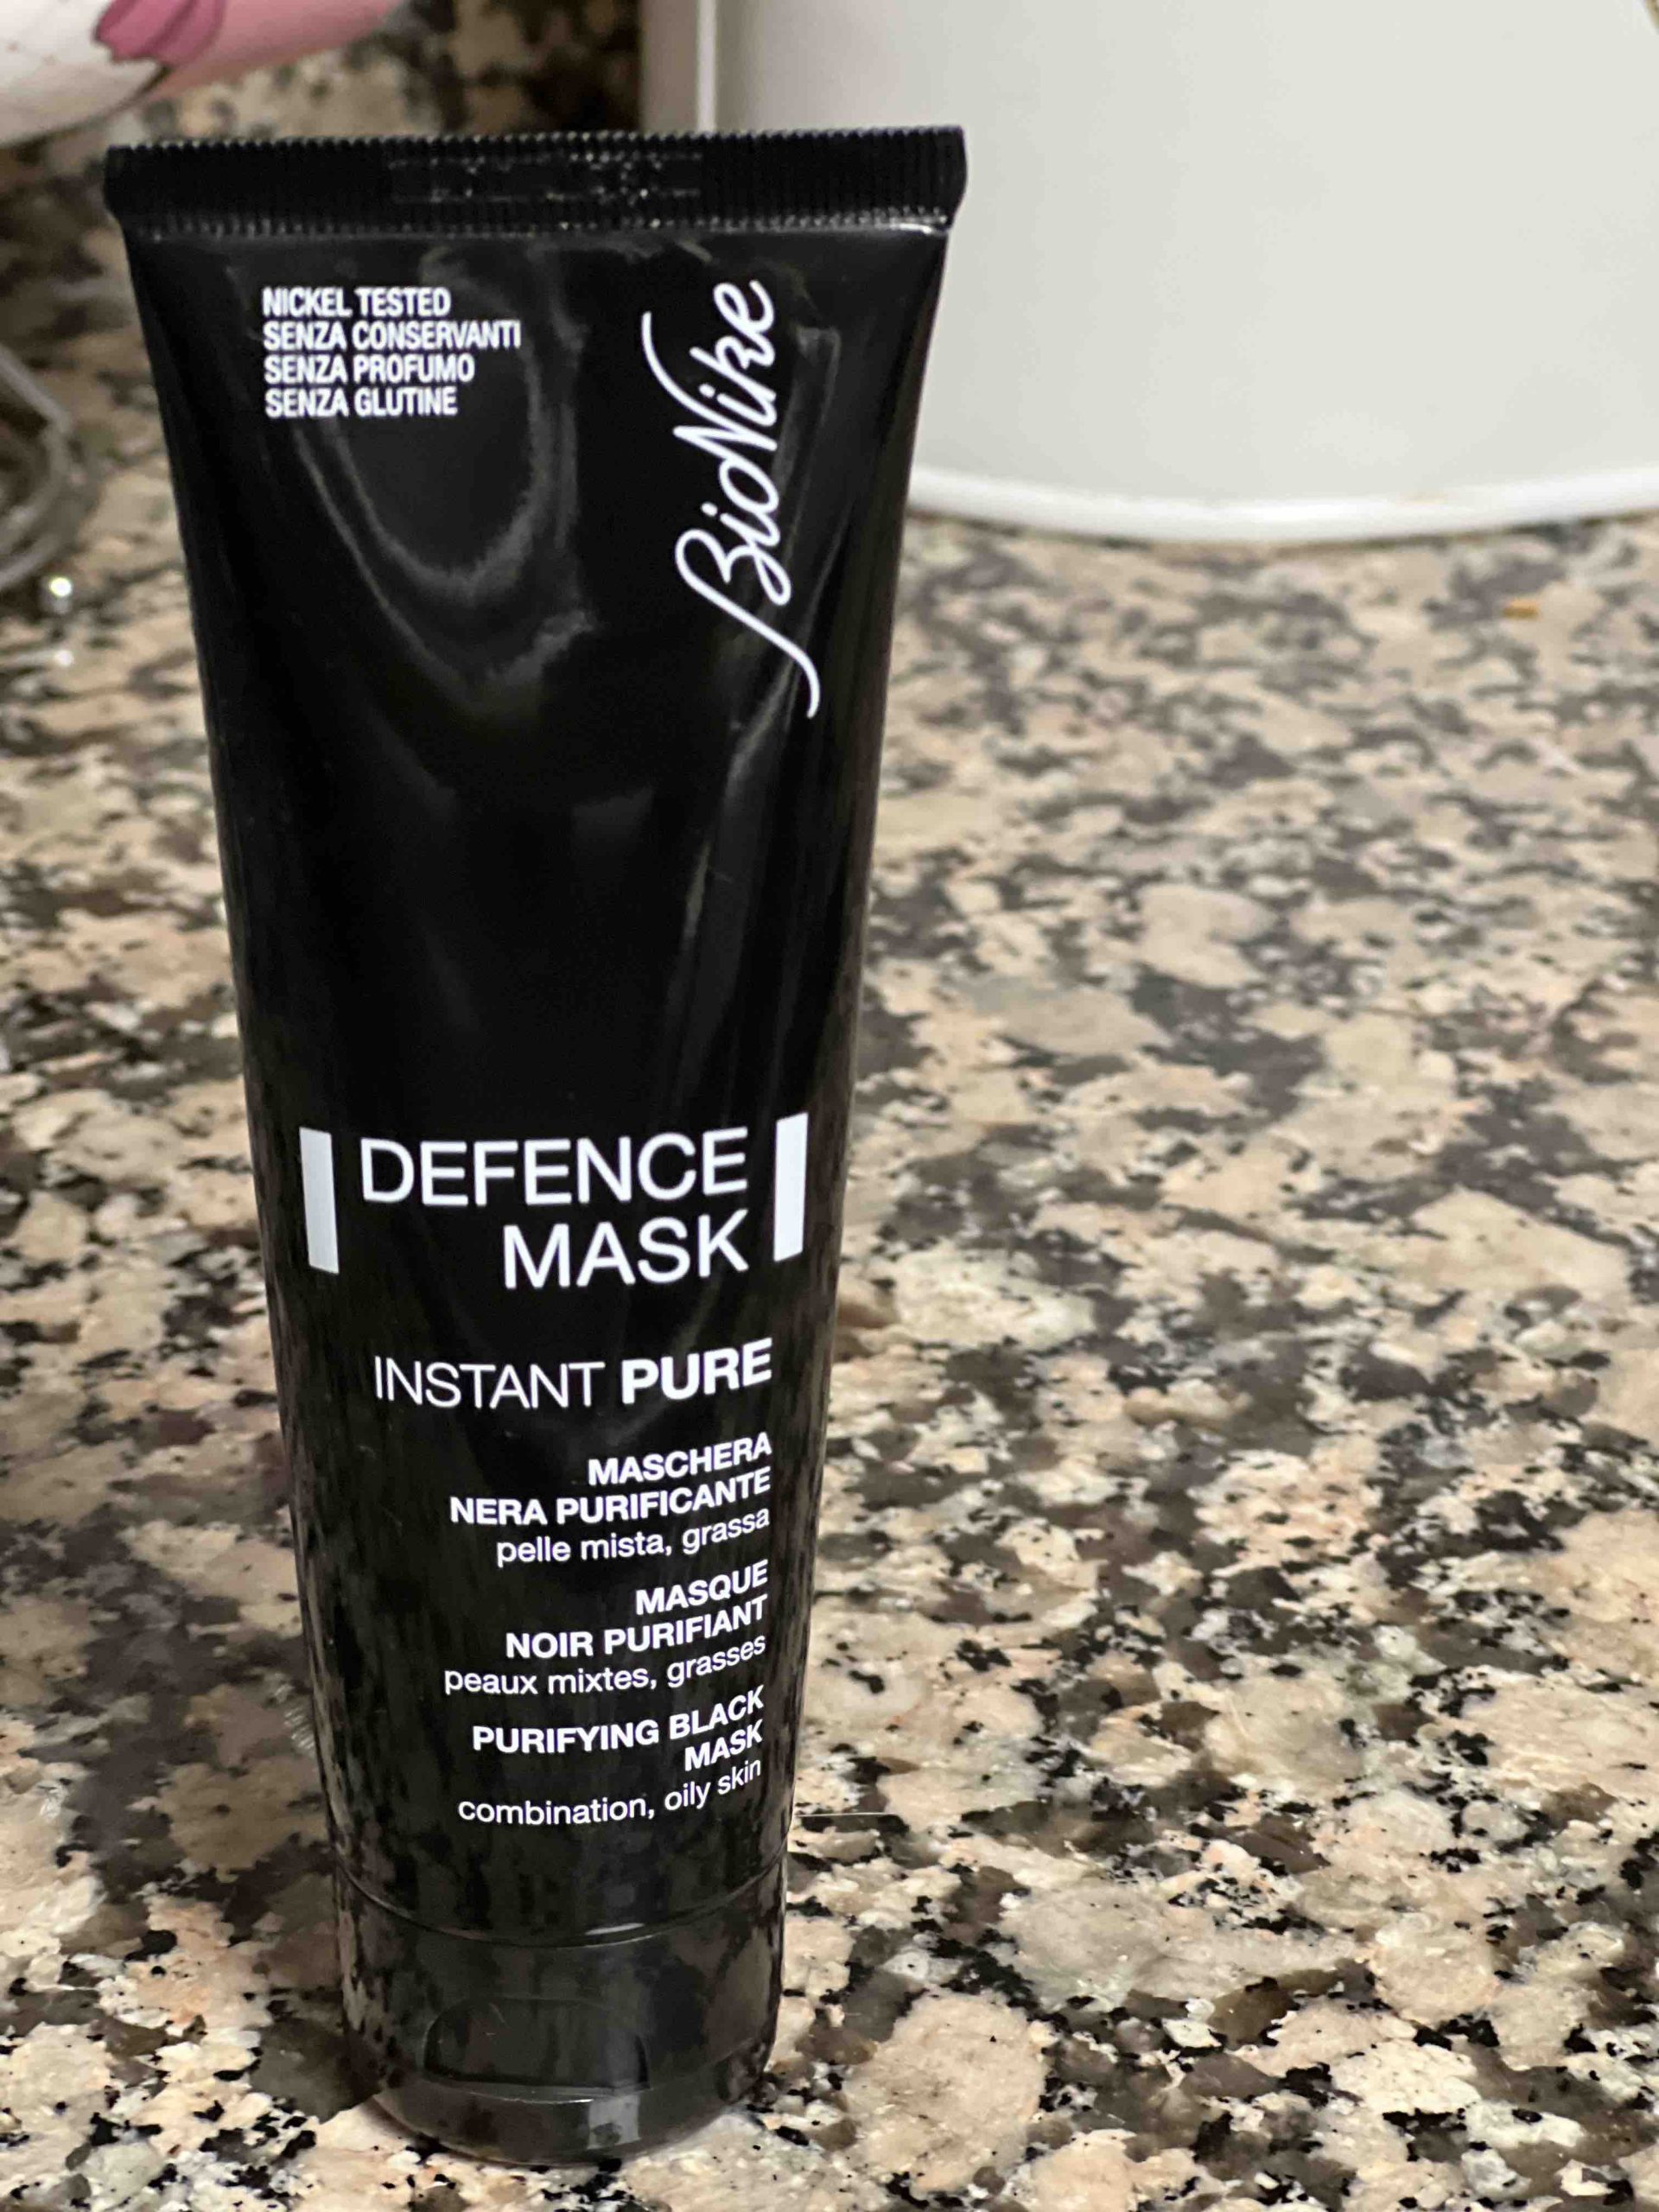 NICKEL TESTED
SENZA CONSERVANTI
SENZA PROFUMO
SENZA GLUTINE
BioNike
DEFENCE
MASK
INSTANT PURE
MASCHERA
NERA PURIFICANTE
pelle mista, grassa
MASQUE
NOIR PURIFIANT
peaux mixtes, grasses
PURIFYING BLACK
MASK
combination, oily skin